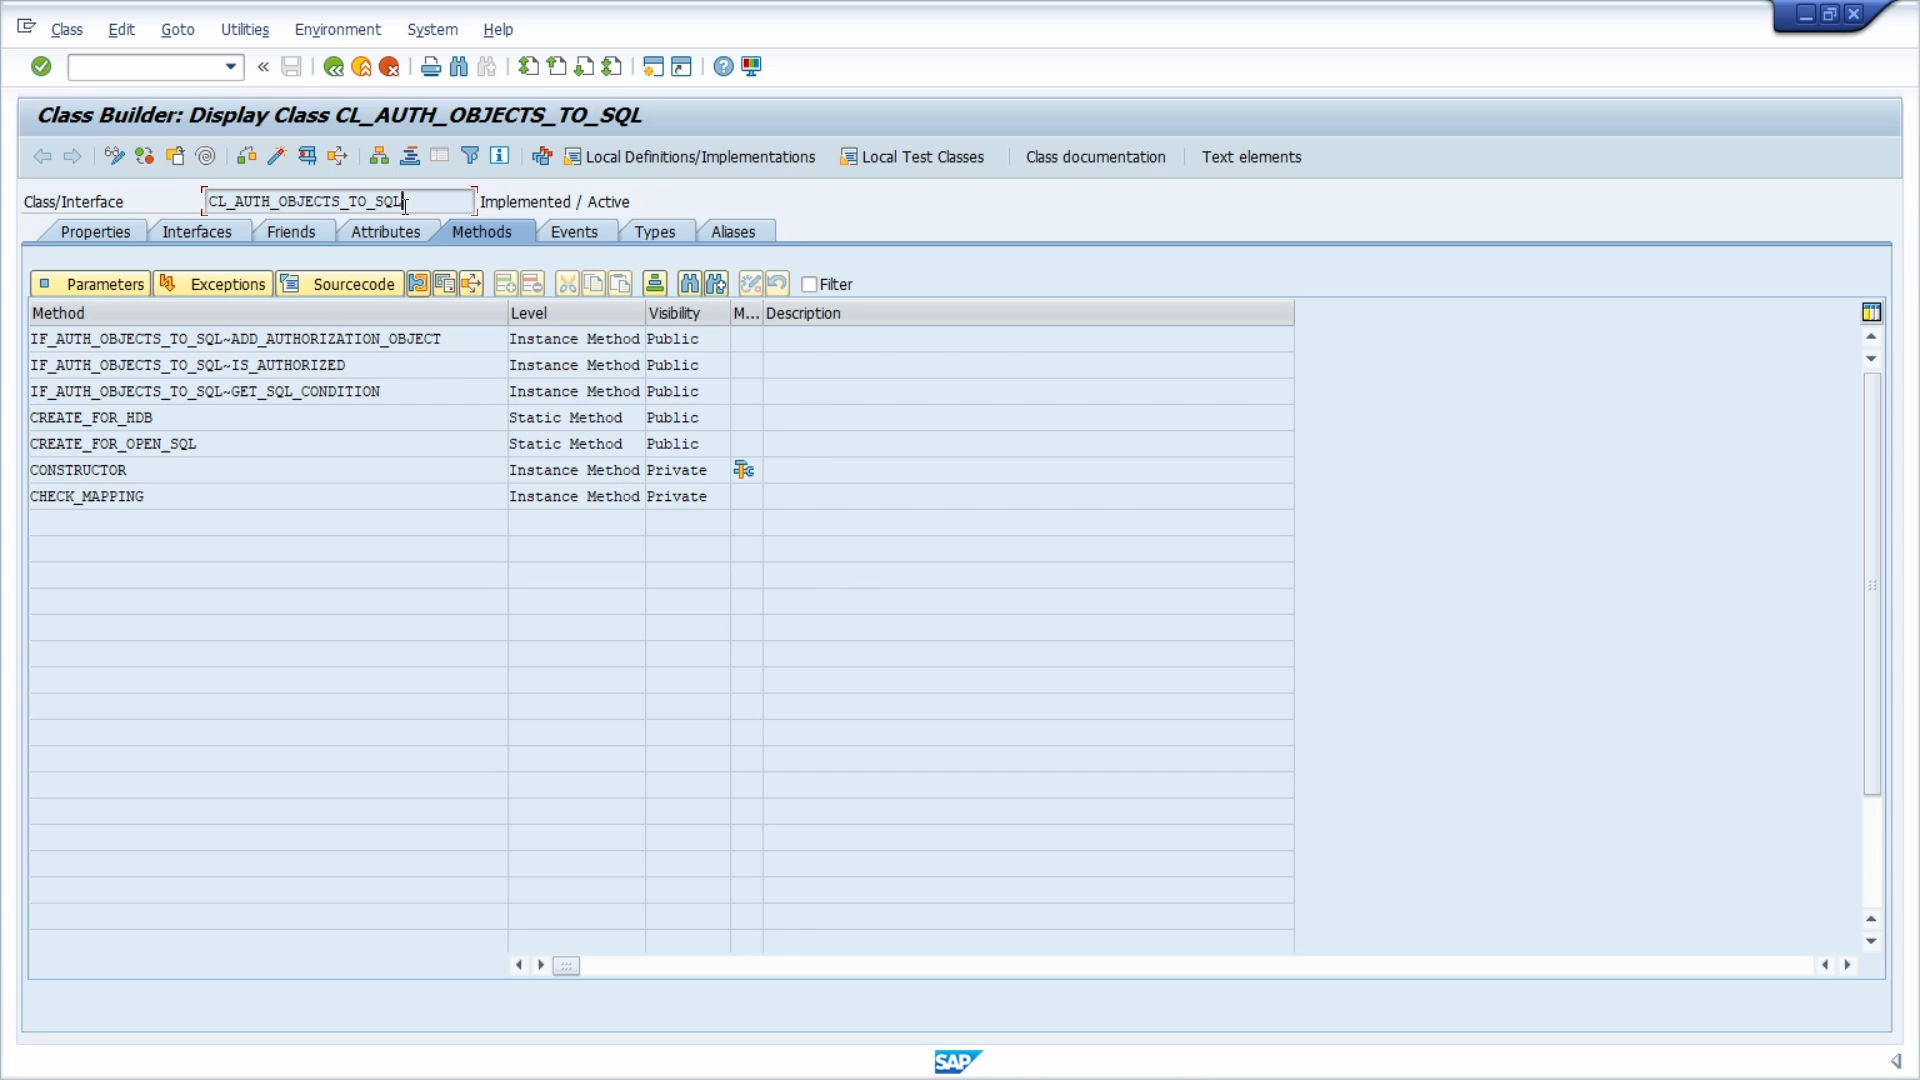 Class Edit Goto Utilities Environment System Help
Class Builder: Display Class CL_AUTH_OBJECTS_TO_SQL
Local Definitions/Implementations Local Test Classes Class documentation Text elements
Class/Interface CL_AUTH_OBJECTS_TO_SQL Implemented / Active
Properties Interfaces Friends Attributes Methods Events Types Aliases
Parameters Exceptions Sourcecode Filter
Method Level Visibility M... Description
IF_AUTH_OBJECTS_TO_SQL~ADD_AUTHORIZATION_OBJECT Instance Method Public
IF_AUTH_OBJECTS_TO_SQL~IS_AUTHORIZED Instance Method Public
IF_AUTH_OBJECTS_TO_SQL~GET_SQL_CONDITION Instance Method Public
CREATE_FOR_HDB Static Method Public
CREATE_FOR_OPEN_SQL Static Method Public
CONSTRUCTOR Instance Method Private
CHECK_MAPPING Instance Method Private
SAP